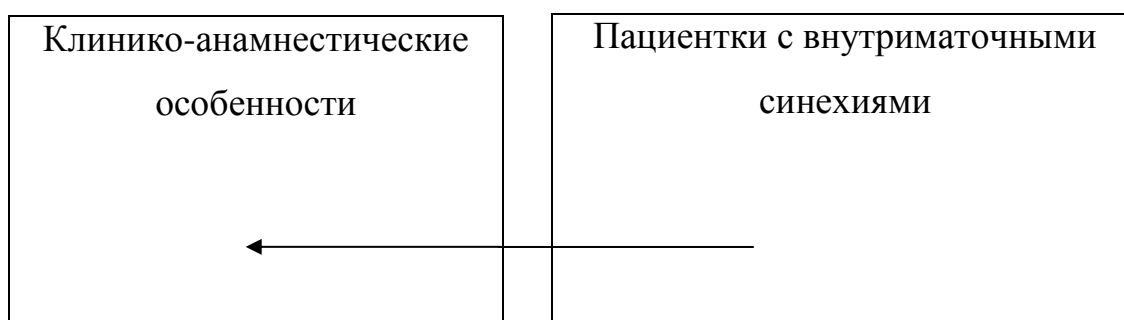 Клинико-анамнестические
особенности
Пациентки с внутриматочными
синехиями